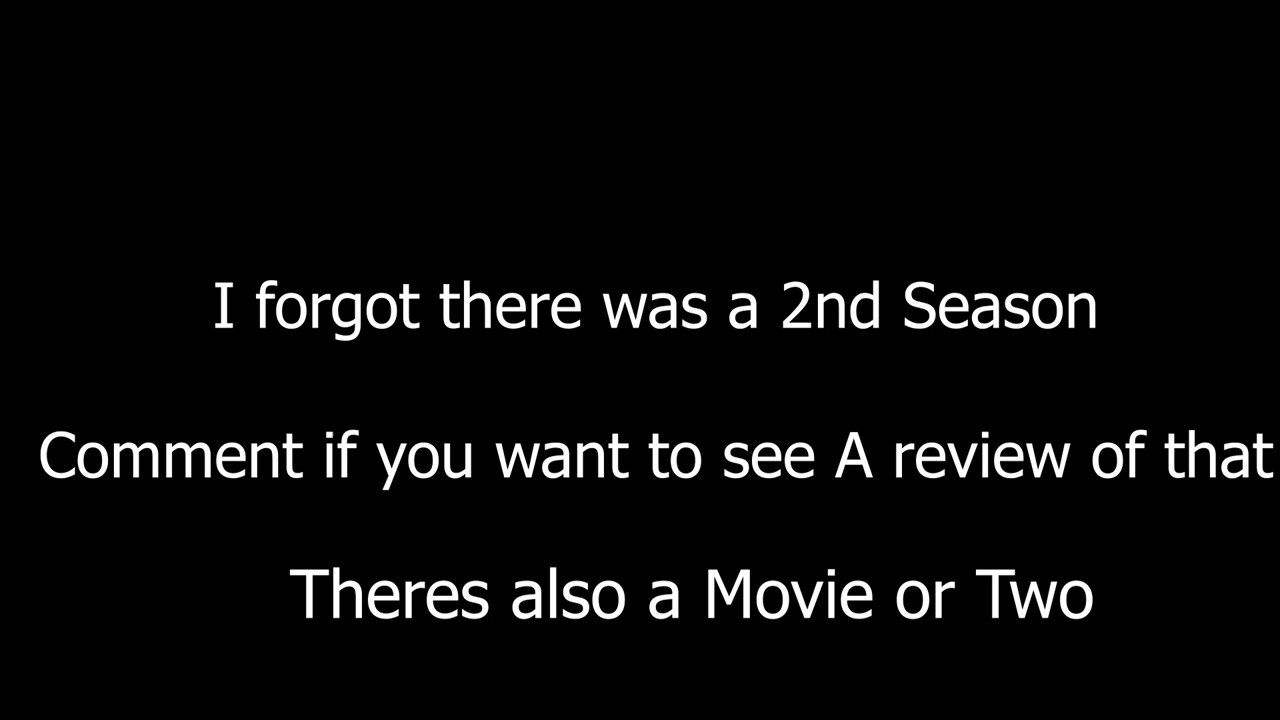 I forgot there was a 2nd Season
Comment if you want to see A review of that
Theres also a Movie or Two